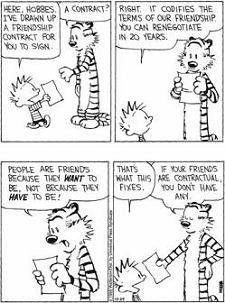 HERE, HOBBES.
I'VE DRAWN UP
A FRIENDSHIP
CONTRACT FOR
YOU TO SIGN.
A CONTRACT?
RIGHT. IT CODIFIES THE
TERMS OF OUR FRIENDSHIP.
YOU CAN RENEGOTIATE
IN 20 YEARS.
PEOPLE ARE FRIENDS
BECAUSE THEY WANT TO
BE, NOT BECAUSE THEY
HAVE TO BE!
THAT'S
WHAT THIS
FIXES.
IF YOUR FRIENDS
ARE CONTRACTUAL,
YOU DON'T HAVE
ANY.